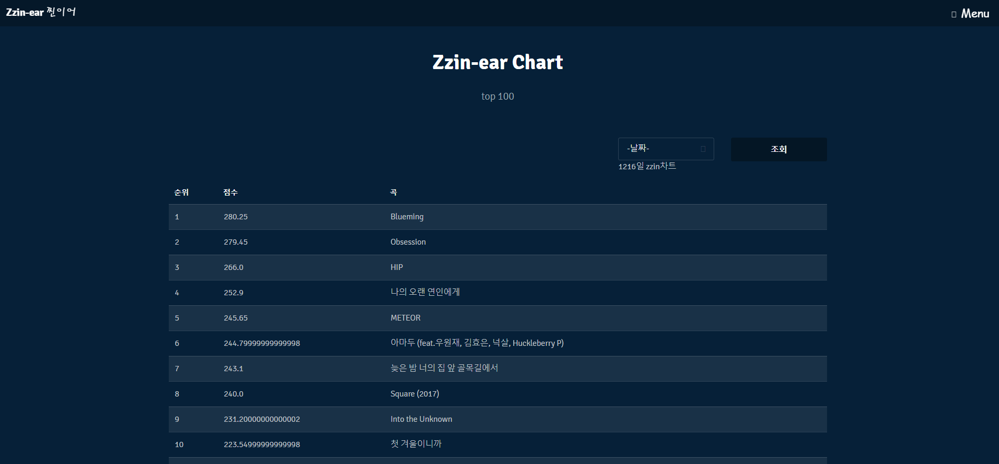 Zzin-ear 찐이어
Menu
Zzin-ear Chart
top 100
-날짜-
조회
1216일 zzin차트
순위 점수 곡
1 280.25 Blueming
2 279.45 Obsession
3 266.0 HIP
4 252.9 나의 오랜 연인에게
5 245.65 METEOR
6 244.79999999999998 아마두 (feat.우원재, 김효은, 넉살, Huckleberry P)
7 243.1 늦은 밤 너의 집 앞 골목길에서
8 240.0 Square (2017)
9 231.20000000000002 Into the Unknown
10 223.54999999999998 첫 겨울이니까